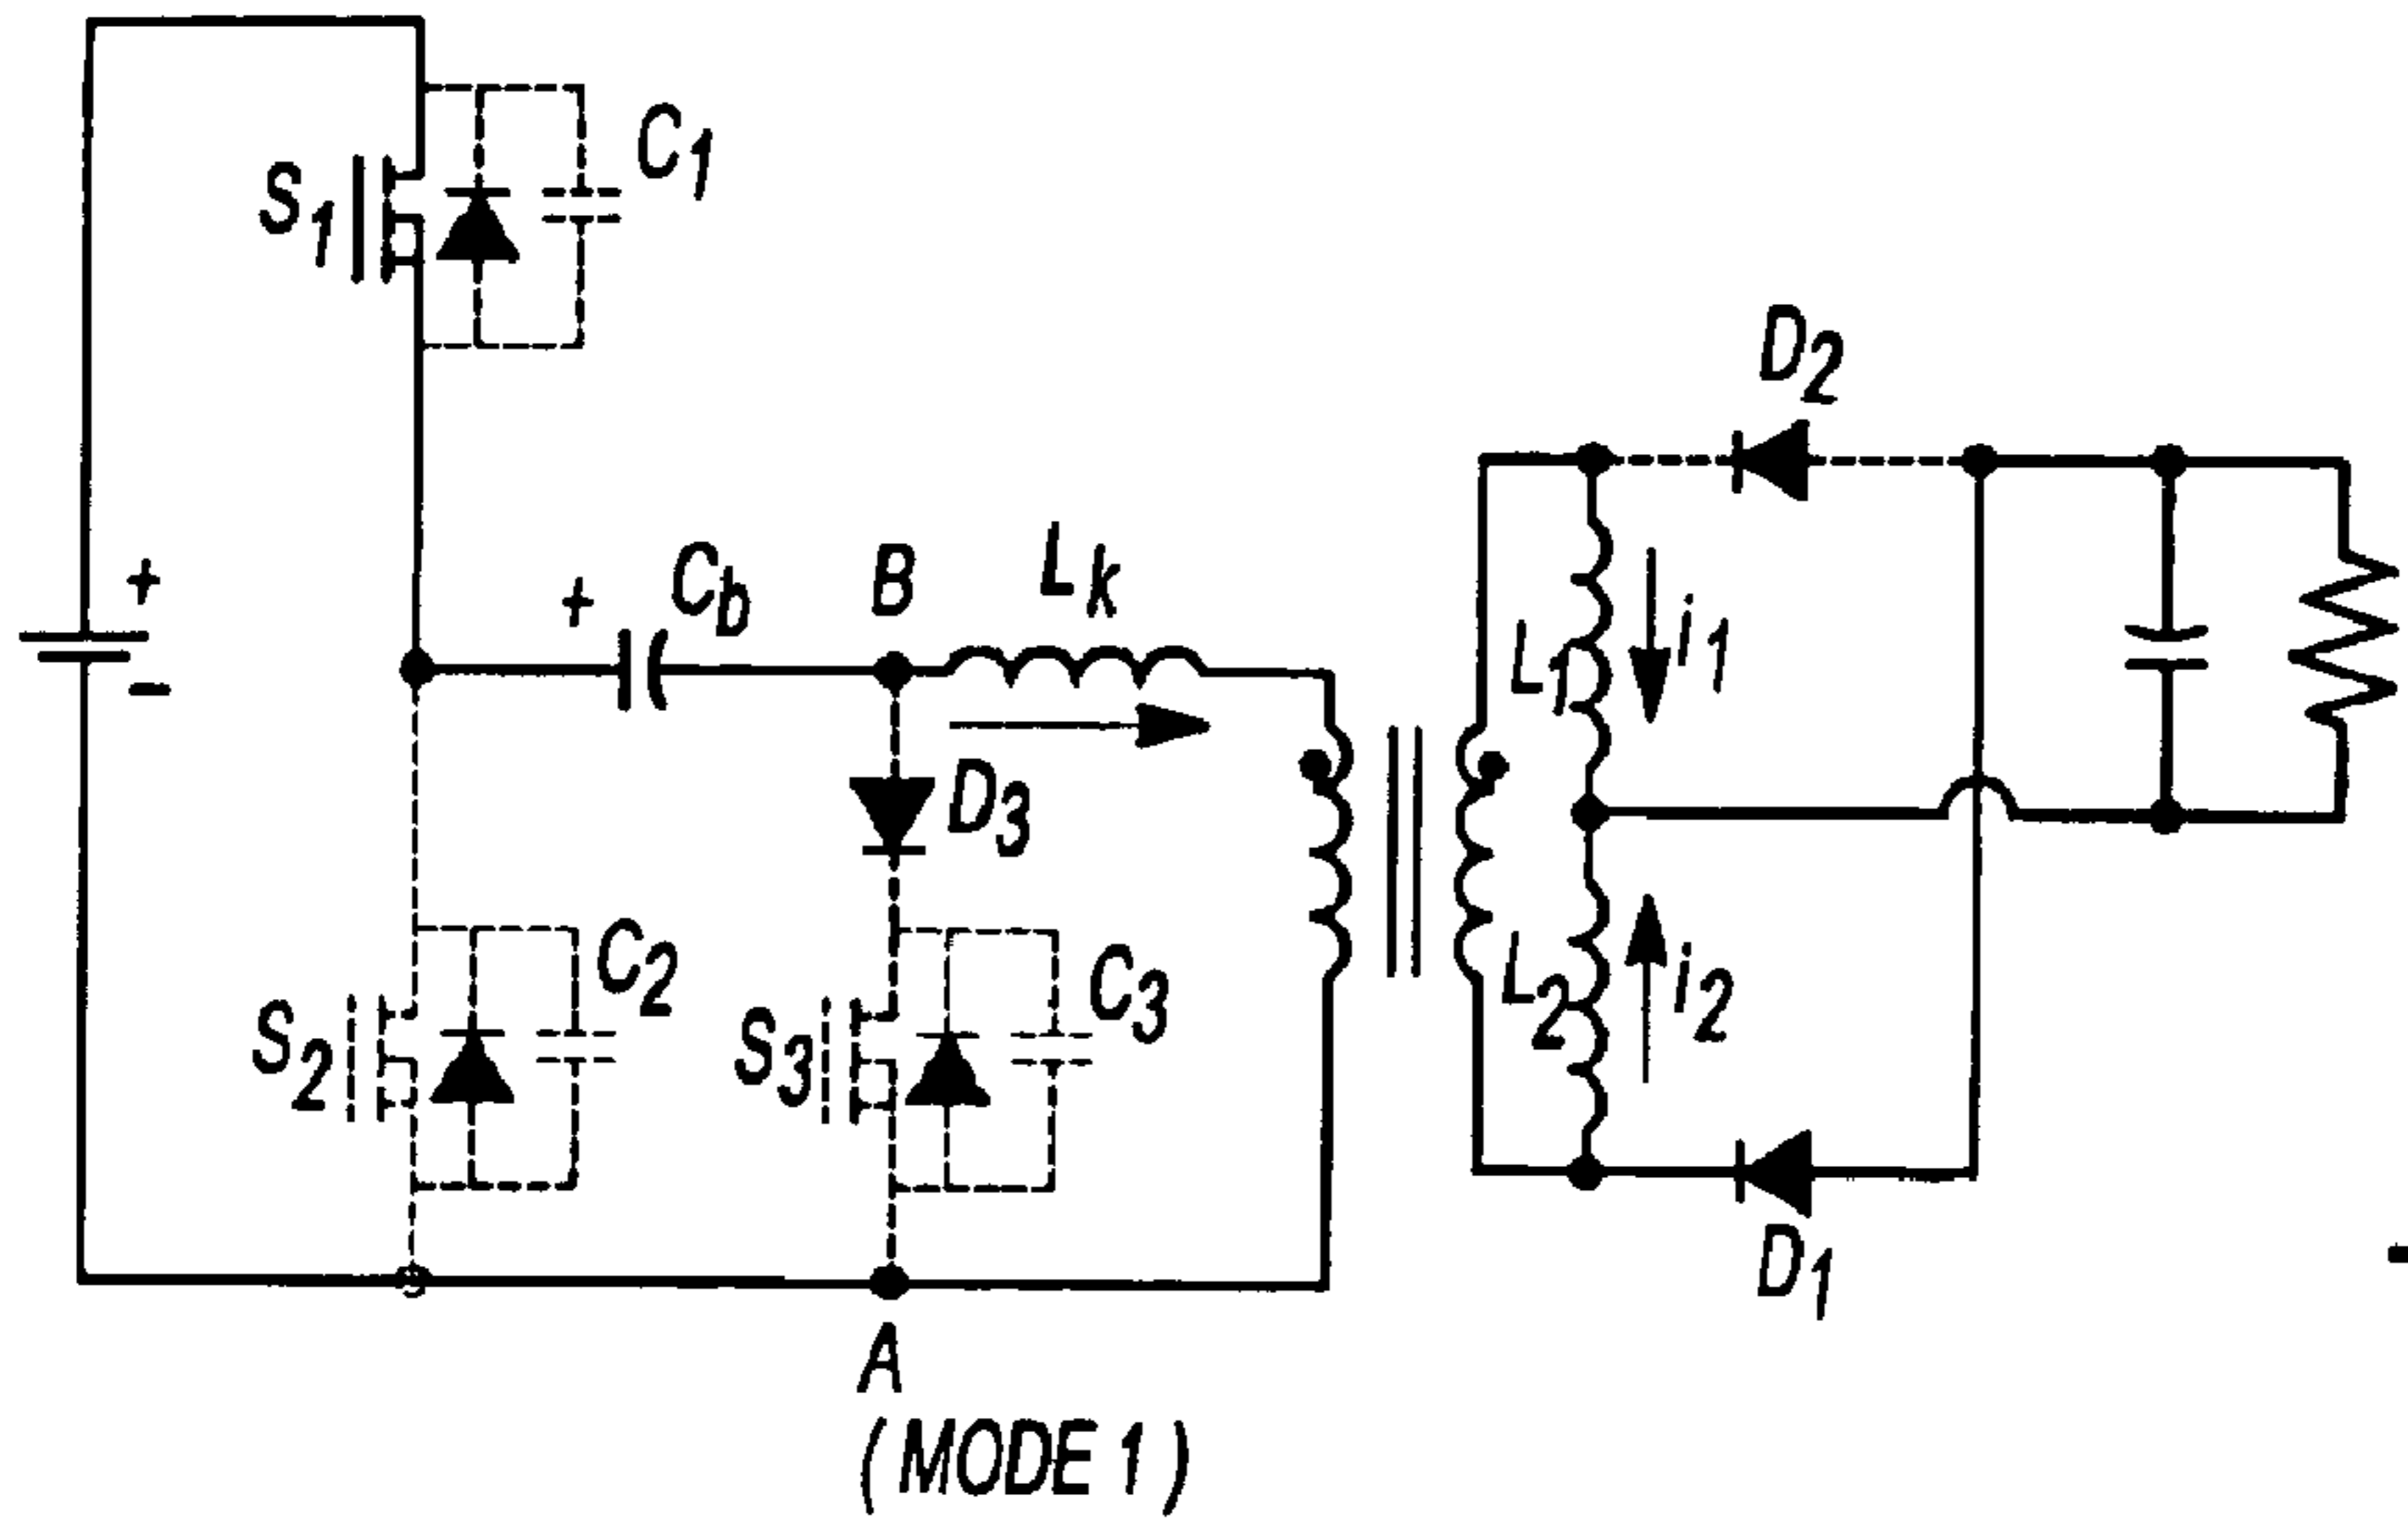 C1
S1
D2
+
+
Cb
B
Lk
L1
i1
-
D3
C2
C3
S2
S3
L2
i2
D1
-
A
(MODE 1)